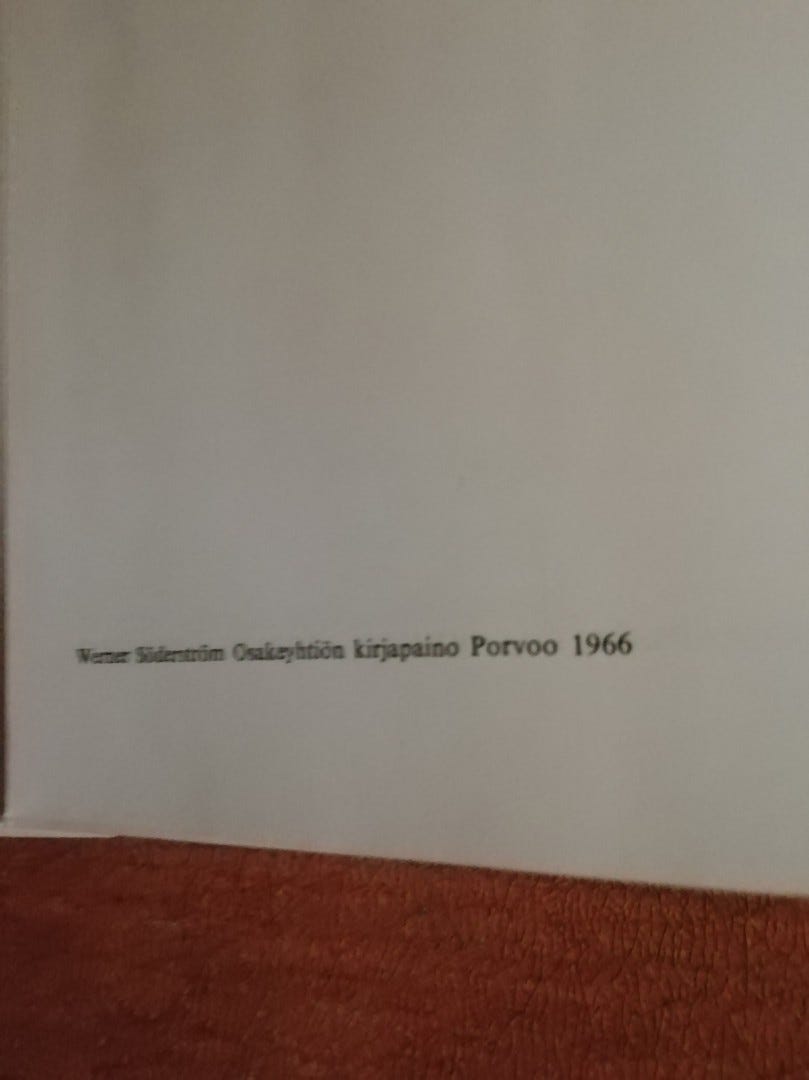 Werner Söderström Osakeyhtiön kirjapaino Porvoo 1966